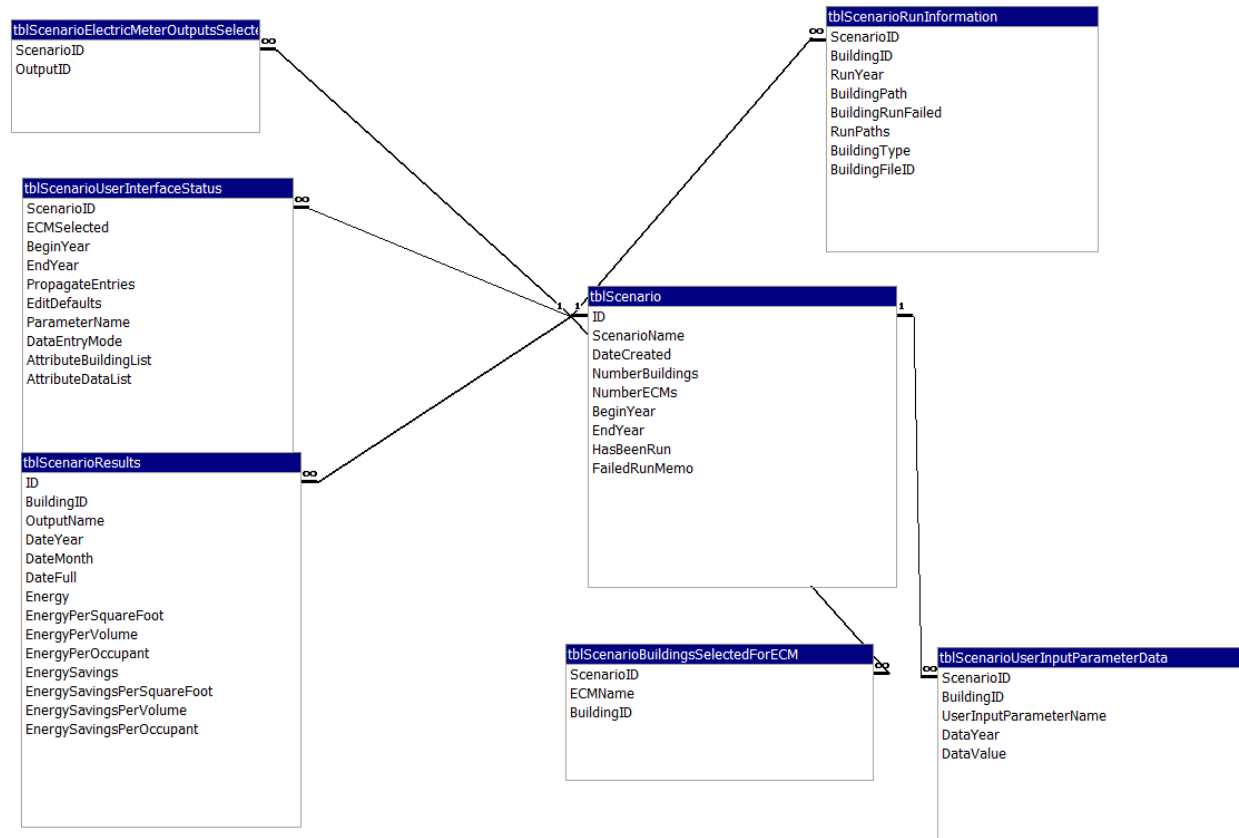 tblScenarioElectricMeterOutputsSelecte
ScenarioID
OutputID
∞
tblScenarioRunInformation
ScenarioID
BuildingID
RunYear
BuildingPath
BuildingRunFailed
RunPaths
BuildingType
BuildingFileID
∞
tblScenarioUserInterfaceStatus
ScenarioID
ECMSelected
BeginYear
EndYear
PropagateEntries
EditDefaults
ParameterName
DataEntryMode
AttributeBuildingList
AttributeDataList
∞
tblScenario
ID
ScenarioName
DateCreated
NumberBuildings
NumberECMs
BeginYear
EndYear
HasBeenRun
FailedRunMemo
1 1
1
tblScenarioResults
ID
BuildingID
OutputName
DateYear
DateMonth
DateFull
Energy
EnergyPerSquareFoot
EnergyPerVolume
EnergyPerOccupant
EnergySavings
EnergySavingsPerSquareFoot
EnergySavingsPerVolume
EnergySavingsPerOccupant
∞
tblScenarioBuildingsSelectedForECM
ScenarioID
ECMName
BuildingID
∞
tblScenarioUserInputParameterData
ScenarioID
BuildingID
UserInputParameterName
DataYear
DataValue
∞